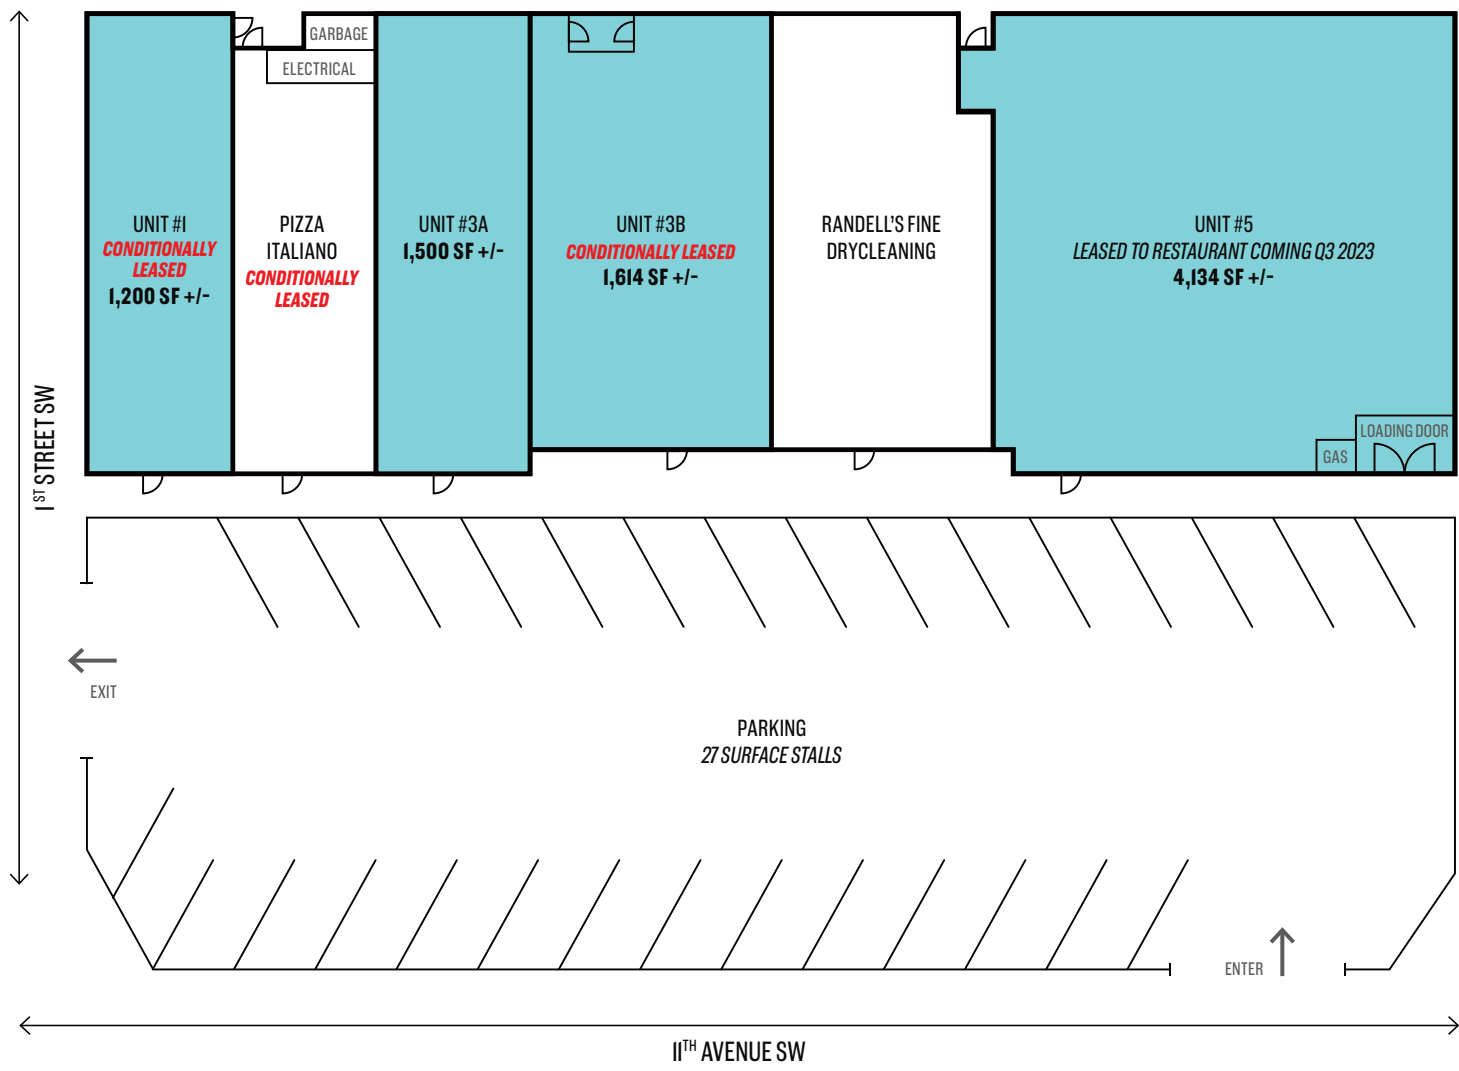 GARBAGE
ELECTRICAL
UNIT #1
CONDITIONALLY
LEASED
1,200 SF +/-
PIZZA
ITALIANO
CONDITIONALLY
LEASED
UNIT #3A
1,500 SF +/-
UNIT #3B
CONDITIONALLY LEASED
1,614 SF +/-
RANDELL'S FINE
DRYCLEANING
UNIT #5
LEASED TO RESTAURANT COMING Q3 2023
4,134 SF +/-
LOADING DOOR
GAS
1ST STREET SW
EXIT
PARKING
27 SURFACE STALLS
ENTER
11TH AVENUE SW